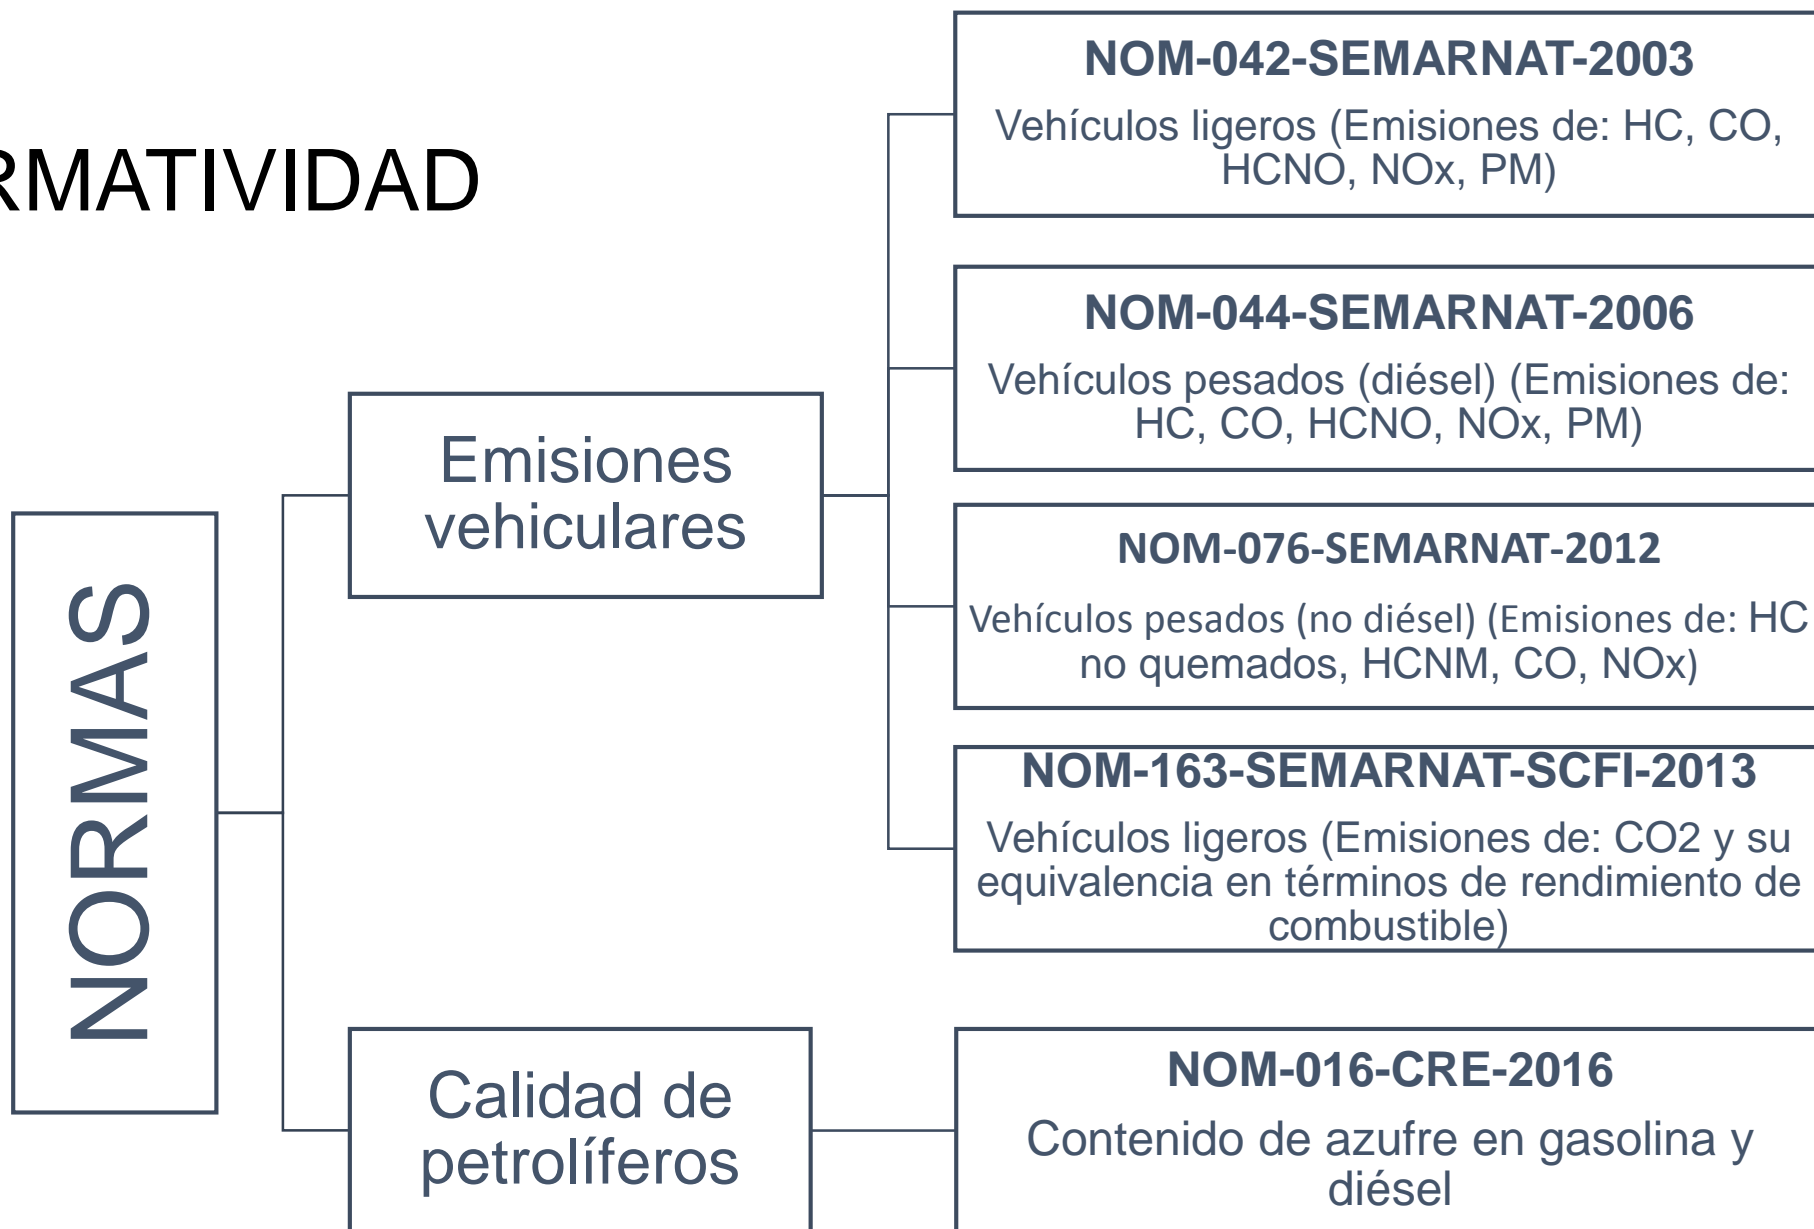 RMATIVIDAD
NORMAS
Emisiones
vehiculares
NOM-042-SEMARNAT-2003
Vehículos ligeros (Emisiones de: HC, CO,
HCNO, NOx, PM)
NOM-044-SEMARNAT-2006
Vehículos pesados (diésel) (Emisiones de:
HC, CO, HCNO, NOx, PM)
NOM-076-SEMARNAT-2012
Vehículos pesados (no diésel) (Emisiones de: HC
no quemados, HCNM, CO, NOx)
NOM-163-SEMARNAT-SCFI-2013
Vehículos ligeros (Emisiones de: CO2 y su
equivalencia en términos de rendimiento de
combustible)
Calidad de
petrolíferos
NOM-016-CRE-2016
Contenido de azufre en gasolina y
diésel